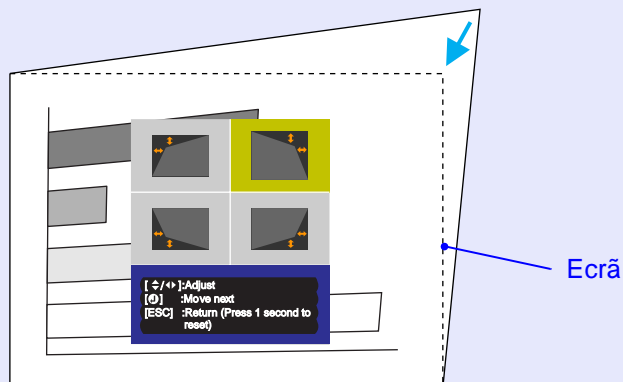 [ / ]:Adjust
[ ] :Move next
[ESC] :Return (Press 1 second to
reset)
Ecrã